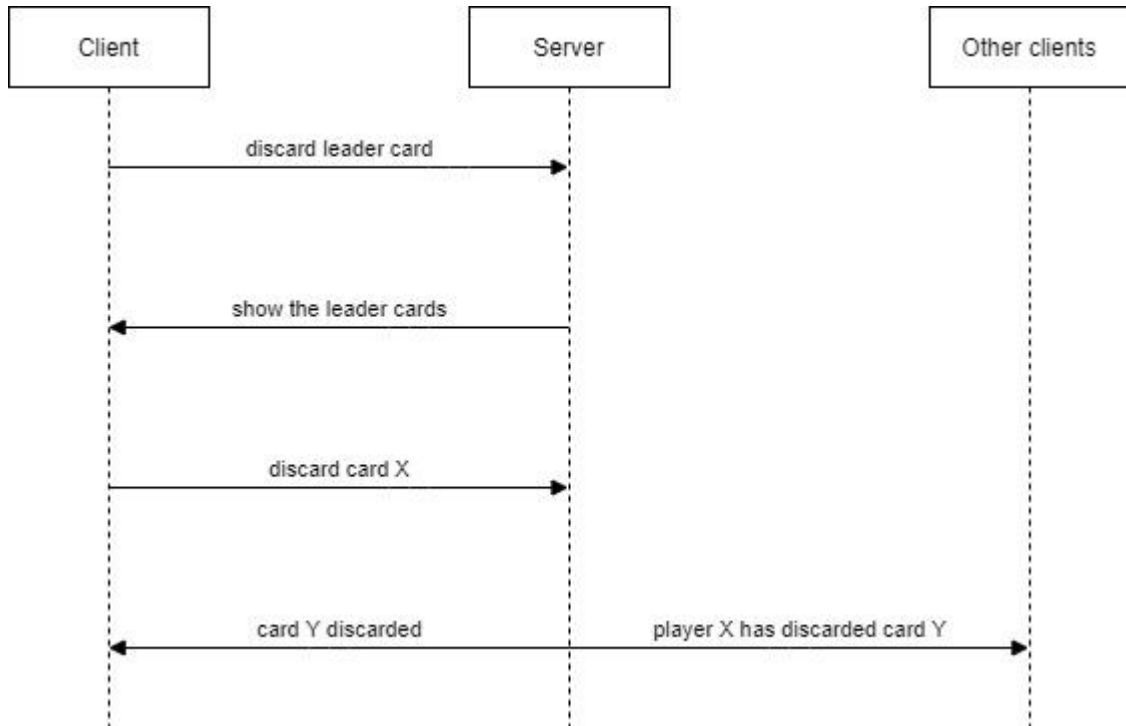 Client
Server
Other clients
discard leader card
show the leader cards
discard card X
card Y discarded
player X has discarded card Y